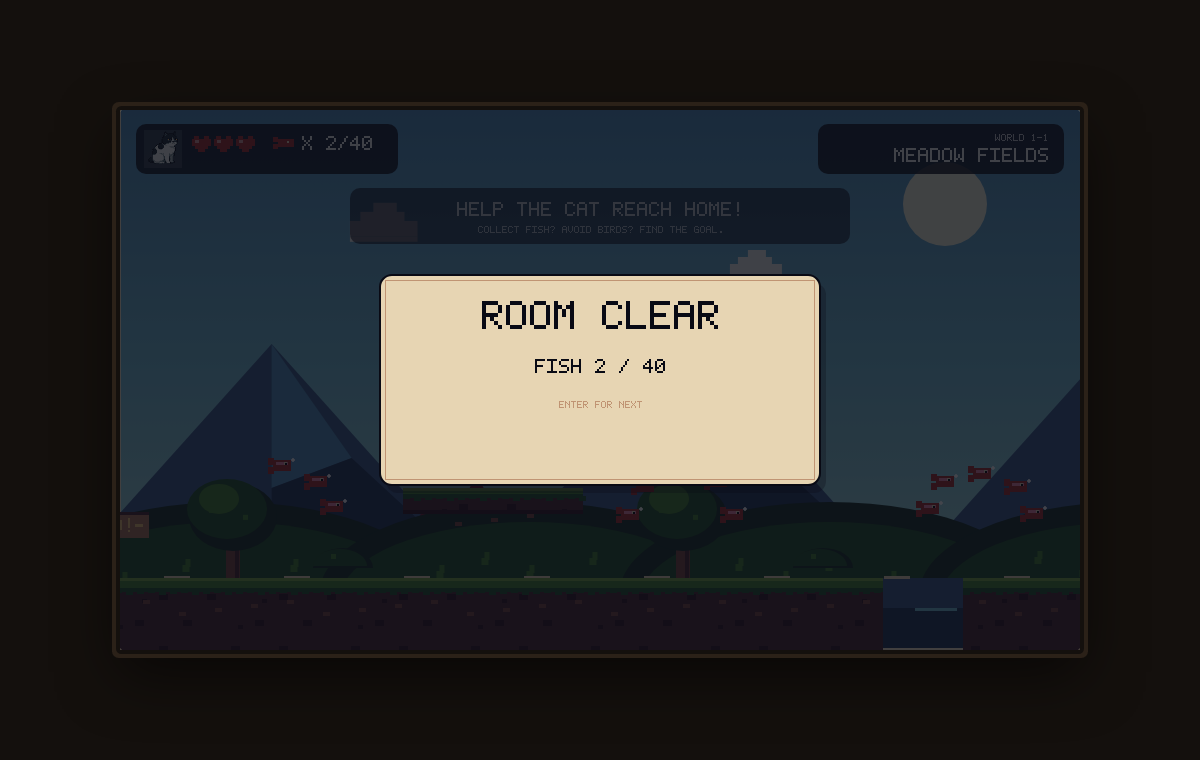 X 2/40
WORLD 1-1
MEADOW FIELDS
HELP THE CAT REACH HOME!
COLLECT FISH? AVOID BIRDS? FIND THE GOAL.
ROOM CLEAR
FISH 2 / 40
ENTER FOR NEXT